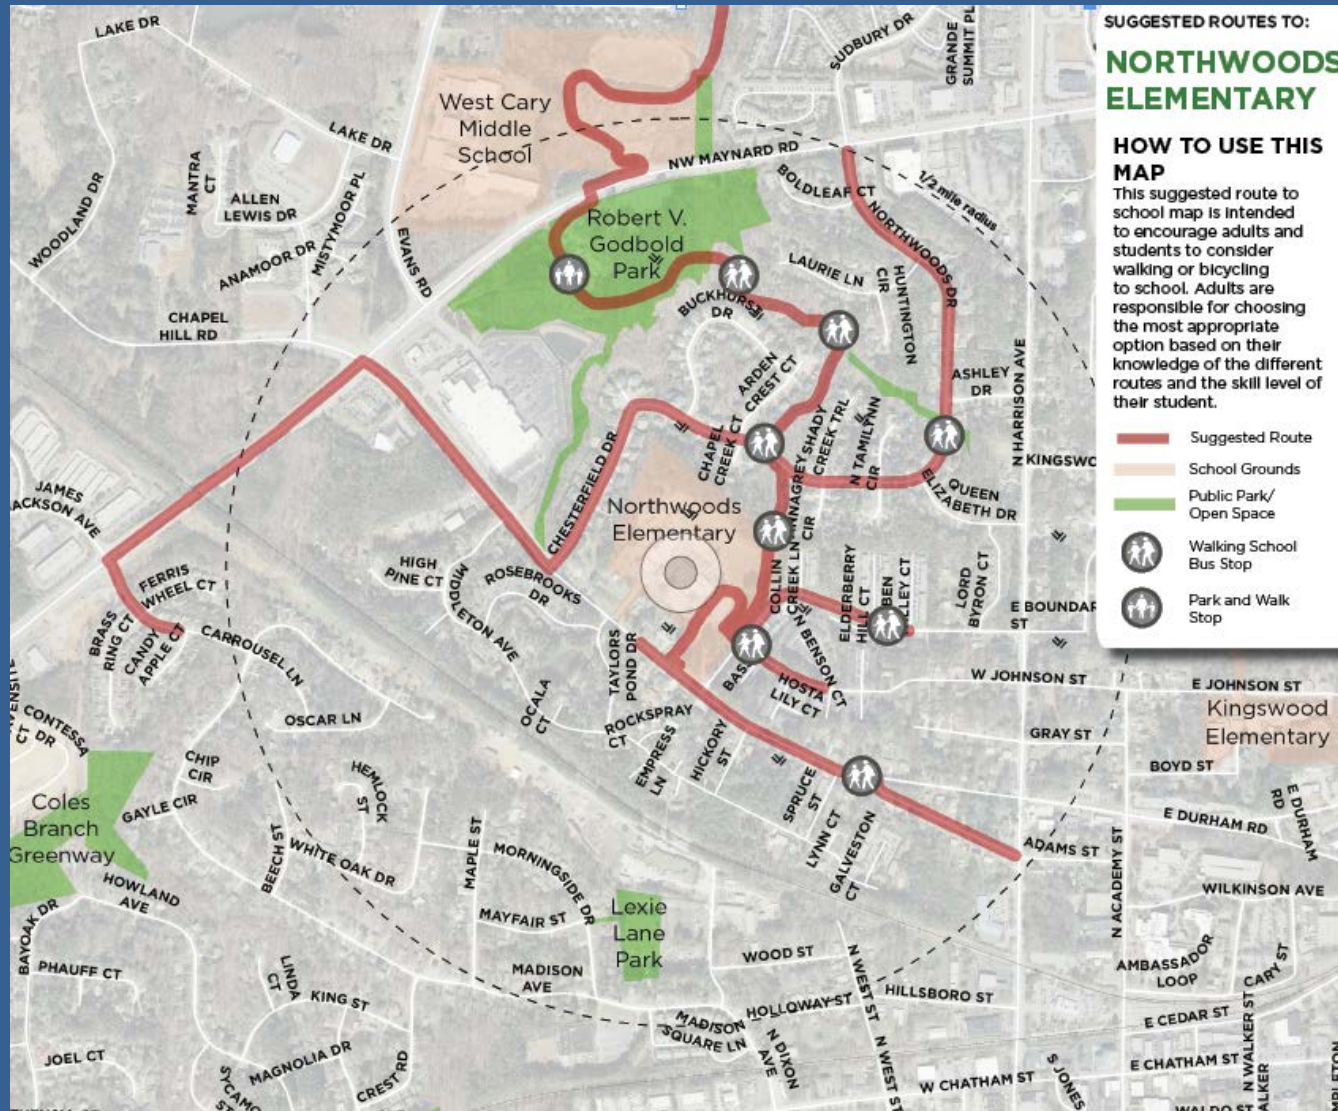 SUGGESTED ROUTES TO:
NORTHWOODS
ELEMENTARY
HOW TO USE THIS
MAP
This suggested route to
school map is intended
to encourage adults and
students to consider
walking or bicycling
to school. Adults are
responsible for choosing
the most appropriate
option based on their
knowledge of the different
routes and the skill level of
their student.
Suggested Route
School Grounds
Public Park/
Open Space
Walking School
Bus Stop
Park and Walk
Stop
LAKE DR
SUDBURY DR
GRANDE
SUMMIT PL
West Cary
Middle
School
LAKE DR
NW MAYNARD RD
1/2 mile radius
MANTRA
CT
ALLEN
LEWIS DR
MISTYMOOR PL
WOODLAND DR
ANAMOOR DR
EVANS RD
BOLDLEAF CT
NORTHWOODS DR
Robert V.
Godbold
Park
LAURIE LN
HUNTINGTON
CIR
BUCKHURST
DR
CHAPEL
HILL RD
ARDEN
CREST CT
ASHLEY
DR
N HARRISON AVE
CHAPEL
CREEK CT
SHADY
CREEK TRL
N TAMILYNN
CIR
CHESTERFIELD DR
N KINGSWO
QUEEN
ELIZABETH DR
JAMES
ACKSON AVE
Northwoods
Elementary
CIR
COLLIN
CREEK LN
HIGH
PINE CT
MIDDLETON AVE
ROSEBROOKS
DR
ELDERBERRY
HILL CT
BEN
LORD
BYRON CT
E BOUNDAR
ST
FERRIS
WHEEL CT
BRASS
RING CT
CANDY
APPLE CT
CARROUSEL LN
TAYLORS
POND DR
BENSON CT
HOSTA
LILY CT
W JOHNSON ST
E JOHNSON ST
Kingswood
Elementary
OCALA
CT
ROCKSPRAY
CT
OSCAR LN
CONTESSA
DR
CT
EMPRESS
LN
HICKORY
ST
GRAY ST
BOYD ST
CHIP
CIR
HEMLOCK
ST
SPRUCE
ST
LYNN CT
GALVESTON
CT
E DURHAM RD
E DURHAM
RD
Coles
Branch
Greenway
GAYLE CIR
ADAMS ST
N ACADEMY ST
BEECH ST
WHITE OAK DR
MAPLE ST
MORNINGSIDE DR
HOWLAND
AVE
WILKINSON AVE
MAYFAIR ST
Lexie
Lane
Park
BAYOAK DR
PHAUFF CT
LINDA
CT
KING ST
MADISON
AVE
WOOD ST
N WEST ST
HILLSBORO ST
AMBASSADOR
LOOP
CARY ST
MADISON
SQUARE LN
HOLLOWAY ST
E CEDAR ST
N WALKER ST
JOEL CT
MAGNOLIA DR
CREST RD
N DIXON
AVE
N WEST ST
W CHATHAM ST
S JONES
E CHATHAM ST